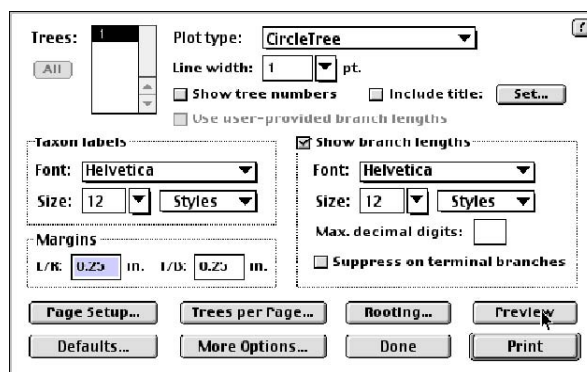 Trees: 1 Plot type: CircleTree ?
All Line width: 1 pt.
Show tree numbers Include title: Set...
Use user-provided branch lengths
Taxon labels Show branch lengths
Font: Helvetica Font: Helvetica
Size: 12 Styles Size: 12 Styles
Max. decimal digits:
Margins
L/R: 0.25 in. T/B: 0.25 in. Suppress on terminal branches
Page Setup... Trees per Page... Rooting... Preview
Defaults... More Options... Done Print